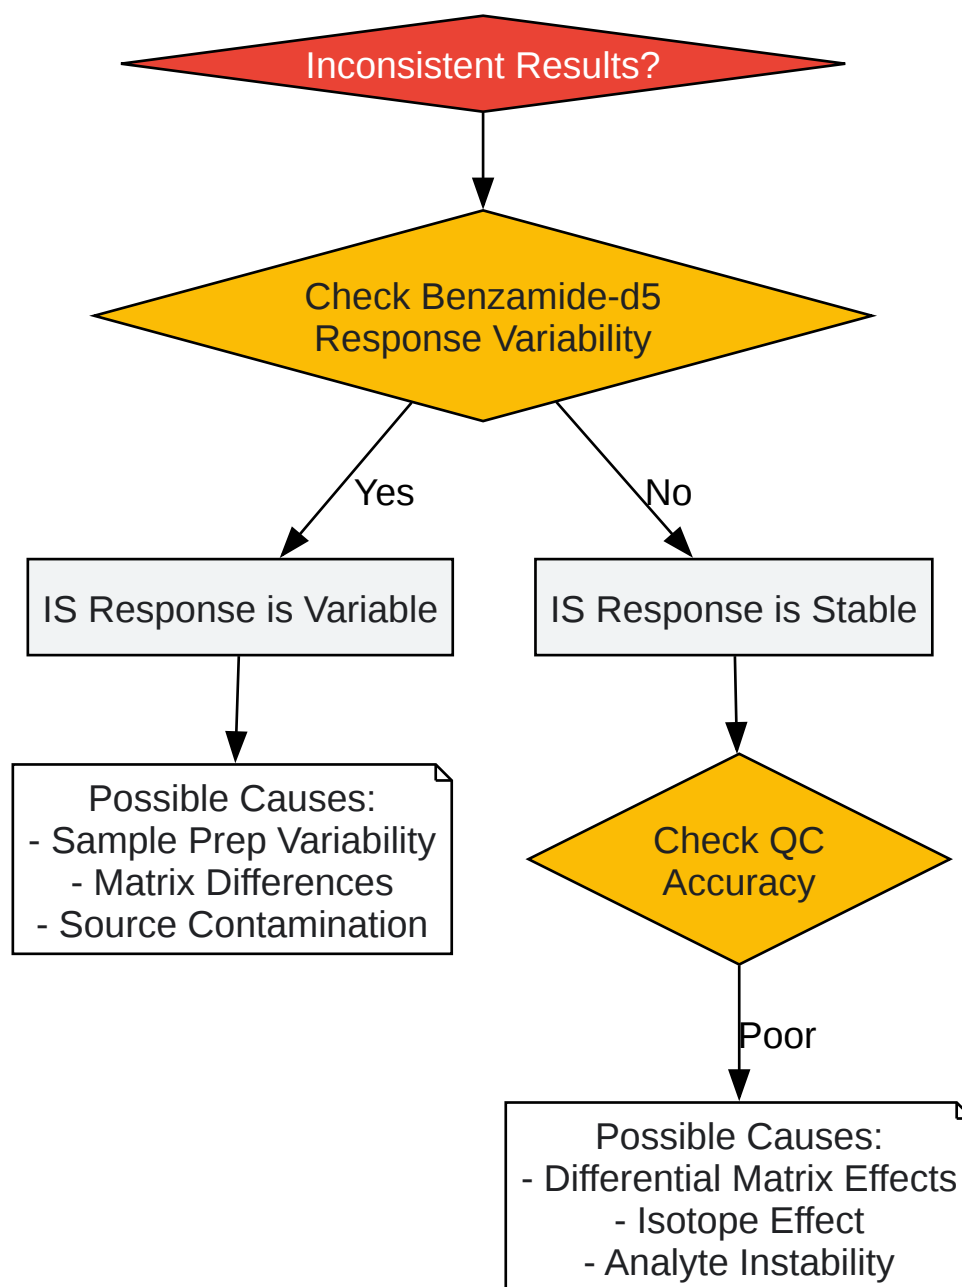 Inconsistent Results?
Check Benzamide-d5
Response Variability
Yes
No
IS Response is Variable
IS Response is Stable
Possible Causes:
- Sample Prep Variability
- Matrix Differences
- Source Contamination
Check QC
Accuracy
Poor
Possible Causes:
- Differential Matrix Effects
- Isotope Effect
- Analyte Instability